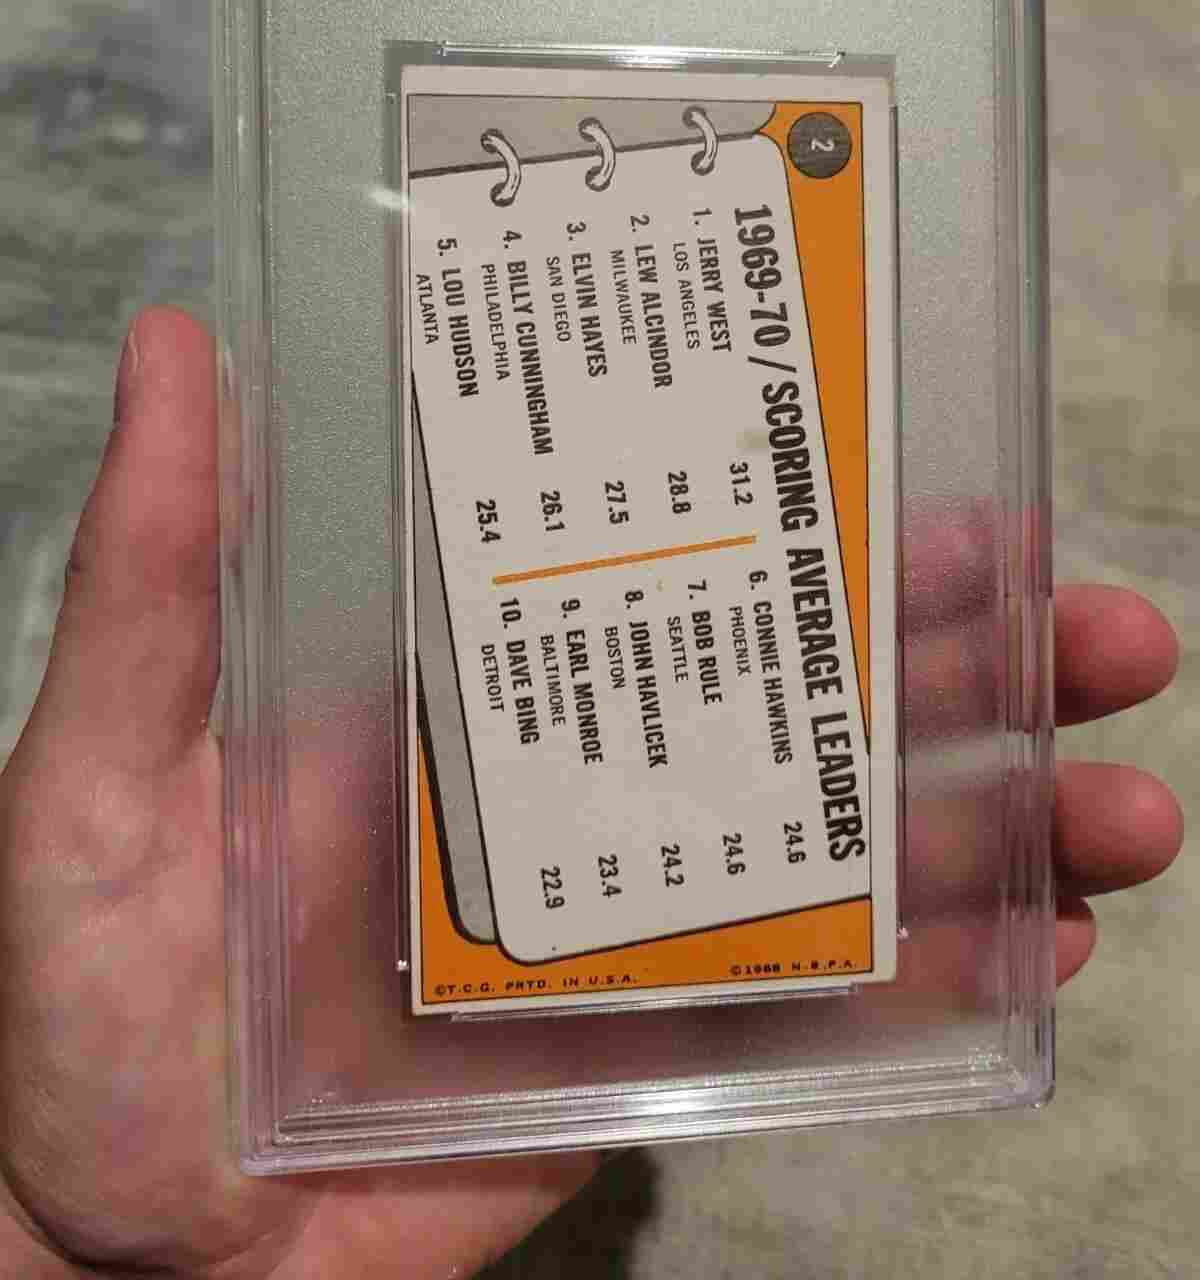 2
1969-70/SCORING AVERAGE LEADERS
1. JERRY WEST 31.2
LOS ANGELES
2. LEW ALCINDOR 28.8
MILWAUKEE
3. ELVIN HAYES 27.5
SAN DIEGO
4. BILLY CUNNINGHAM 26.1
PHILADELPHIA
5. LOU HUDSON 25.4
ATLANTA
6. CONNIE HAWKINS 24.6
PHOENIX
7. BOB RULE 24.6
SEATTLE
8. JOHN HAVLICEK 24.2
BOSTON
9. EARL MONROE 23.4
BALTIMORE
10. DAVE BING 22.9
DETROIT
©1968 N.B.P.A.
©T.C.G. PRTD. IN U.S.A.